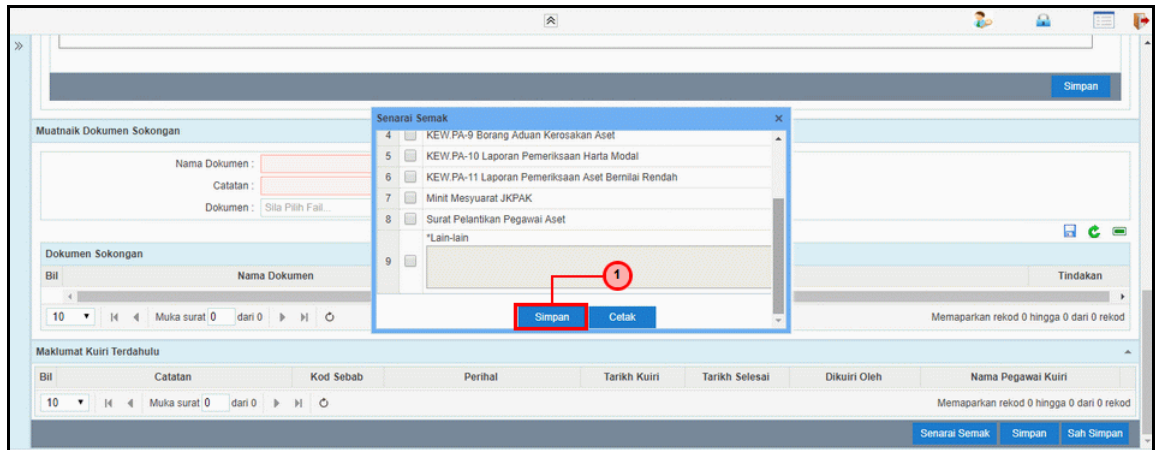 Simpan
Muatnaik Dokumen Sokongan
Nama Dokumen :
Catatan :
Dokumen : Sila Pilih Fail...
Dokumen Sokongan
Bil Nama Dokumen Tindakan
10 Muka surat 0 dari 0 Memaparkan rekod 0 hingga 0 dari 0 rekod
Senarai Semak
4 KEW.PA-9 Borang Aduan Kerosakan Aset
5 KEW.PA-10 Laporan Pemeriksaan Harta Modal
6 KEW.PA-11 Laporan Pemeriksaan Aset Bernilai Rendah
7 Minit Mesyuarat JKPAK
8 Surat Pelantikan Pegawai Aset
*Lain-lain
9
1
Simpan Cetak
Maklumat Kuiri Terdahulu
Bil Catatan Kod Sebab Perihal Tarikh Kuiri Tarikh Selesai Dikuiri Oleh Nama Pegawai Kuiri
10 Muka surat 0 dari 0 Memaparkan rekod 0 hingga 0 dari 0 rekod
Senarai Semak Simpan Sah Simpan